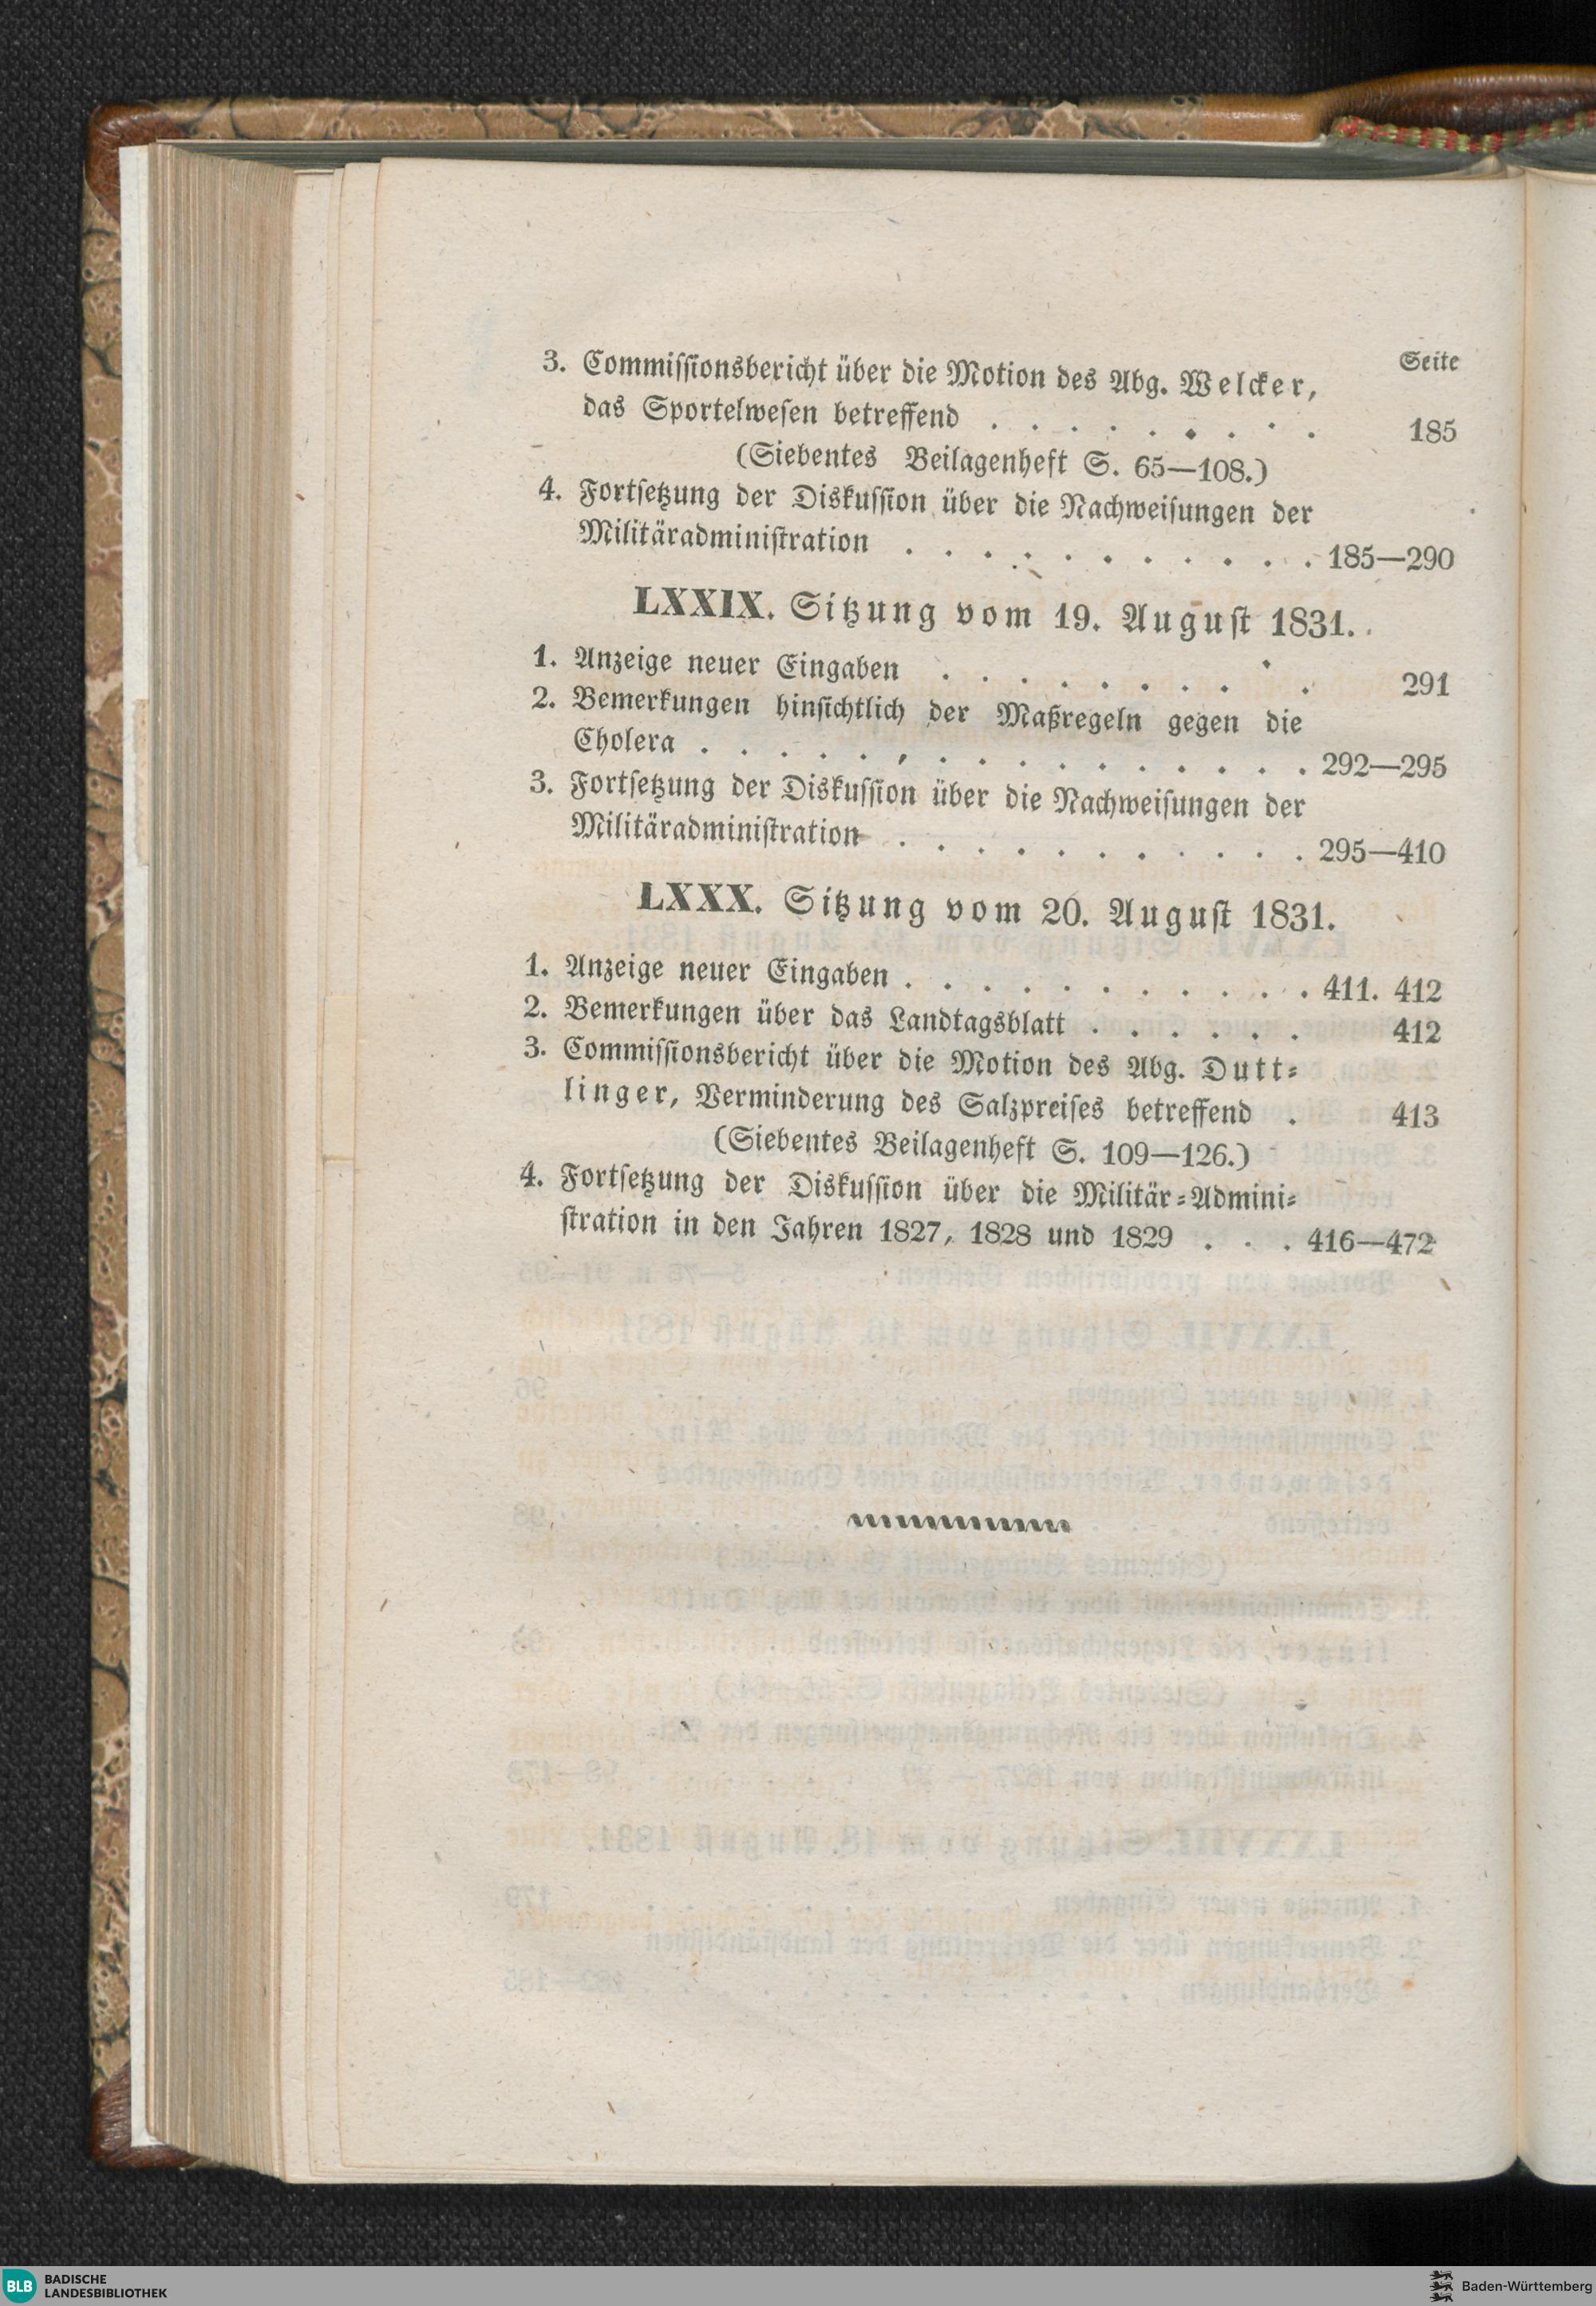 Seite
3. Commiſſionsbericht über die Motion des Abg. Welcker,
das Sportelweſen betreffend . . . . . . . . . 185
(Siebentes Beilagenheft S. 65—108.)
4. Fortſetzung der Diskuſſion über die Nachweiſungen der
Militäradminiſtration . . . . . . . . . . . 185—290
LXXIX. Sitzung vom 19. Auguſt 1831.
1. Anzeige neuer Eingaben . . . . . . . . . . 291
2. Bemerkungen hinſichtlich der Maßregeln gegen die
Cholera . . . . . . . . . . . . . . . . 292—295
3. Fortſetzung der Diskuſſion über die Nachweiſungen der
Militäradminiſtration . . . . . . . . . . . 295—410
LXXX. Sitzung vom 20. Auguſt 1831.
1. Anzeige neuer Eingaben . . . . . . . . . . . 411. 412
2. Bemerkungen über das Landtagsblatt . . . . . . 412
3. Commiſſionsbericht über die Motion des Abg. Dutt⸗
linger, Verminderung des Salzpreiſes betreffend . 413
(Siebentes Beilagenheft S. 109—126.)
4. Fortſetzung der Diskuſſion über die Militär⸗Admini⸗
ſtration in den Jahren 1827, 1828 und 1829 . . . 416—472
BLB BADISCHE
LANDESBIBLIOTHEK
Baden-Württemberg